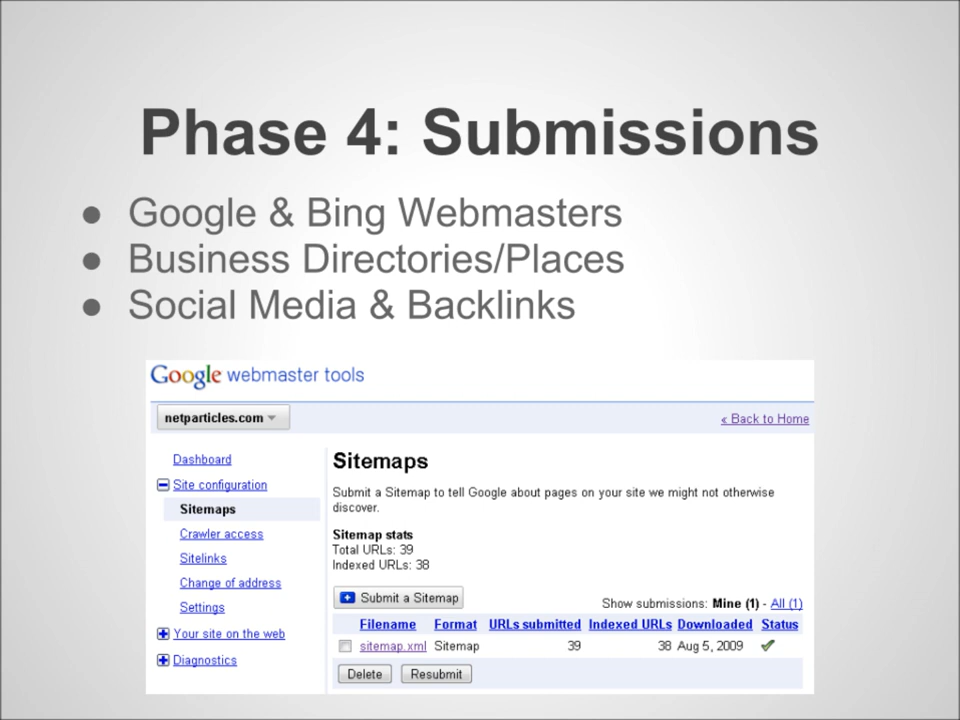 Phase 4: Submissions
● Google & Bing Webmasters
● Business Directories/Places
● Social Media & Backlinks
Google webmaster tools
netparticles.com
« Back to Home
Dashboard
Site configuration
Sitemaps
Crawler access
Sitelinks
Change of address
Settings
Your site on the web
Diagnostics
Sitemaps
Submit a Sitemap to tell Google about pages on your site we might not otherwise
discover.
Sitemap stats
Total URLs: 39
Indexed URLs: 38
Submit a Sitemap
Show submissions: Mine (1) - All (1)
Filename Format URLs submitted Indexed URLs Downloaded Status
sitemap.xml Sitemap 39 38 Aug 5, 2009
Delete Resubmit